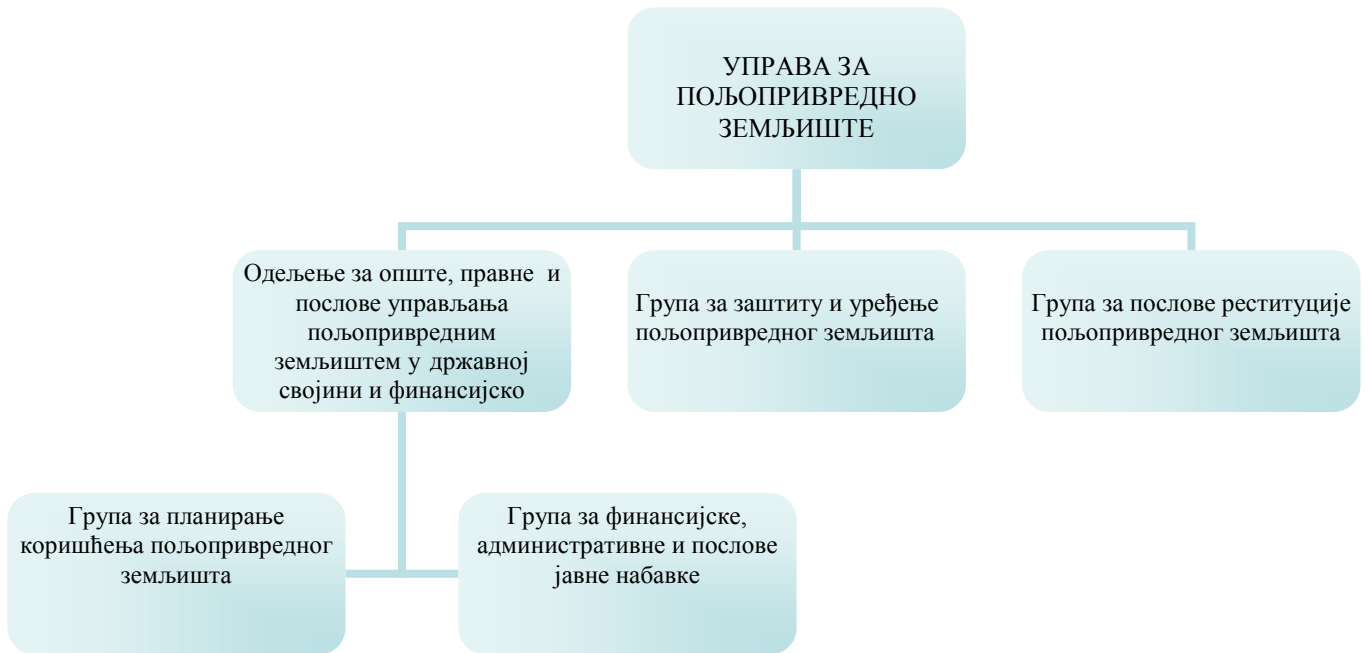 УПРАВА ЗА
ПОЉОПРИВРЕДНО
ЗЕМЉИШТЕ
Одељење за опште, правне и
послове управљања
пољопривредним
земљиштем у државној
својини и финансијско
Група за заштиту и уређење
пољопривредног земљишта
Група за послове реституције
пољопривредног земљишта
Група за планирање
коришћења пољопривредног
земљишта
Група за финансијске,
административне и послове
јавне набавке